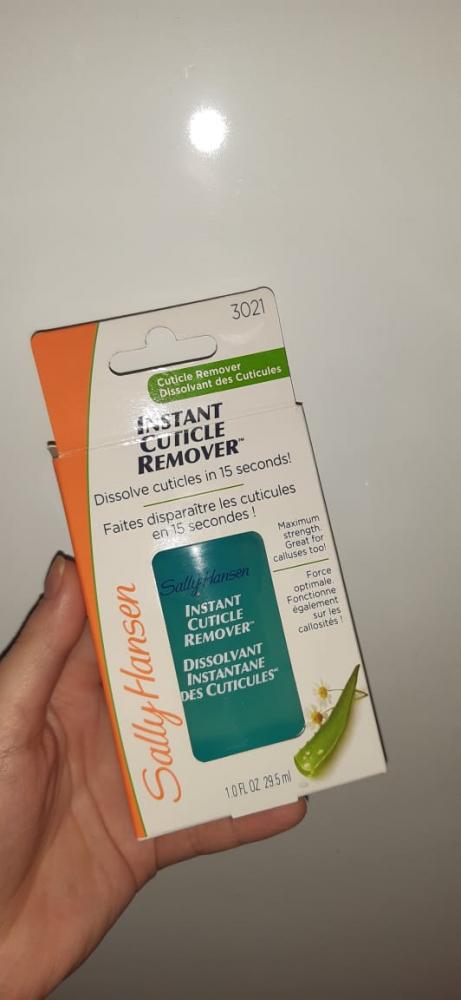 3021
Cuticle Remover
Dissolvant des Cuticules
INSTANT
CUTICLE
REMOVER™
Dissolve cuticles in 15 seconds!
Faites disparaître les cuticules
en 15 secondes !
Maximum
strength.
Great for
calluses too!
Force
optimale.
Fonctionne
également
sur les
callosités !
Sally Hansen
Sally Hansen
INSTANT
CUTICLE
REMOVER™
DISSOLVANT
INSTANTANÉ
DES CUTICULES™
1.0 FL OZ 29.5 ml